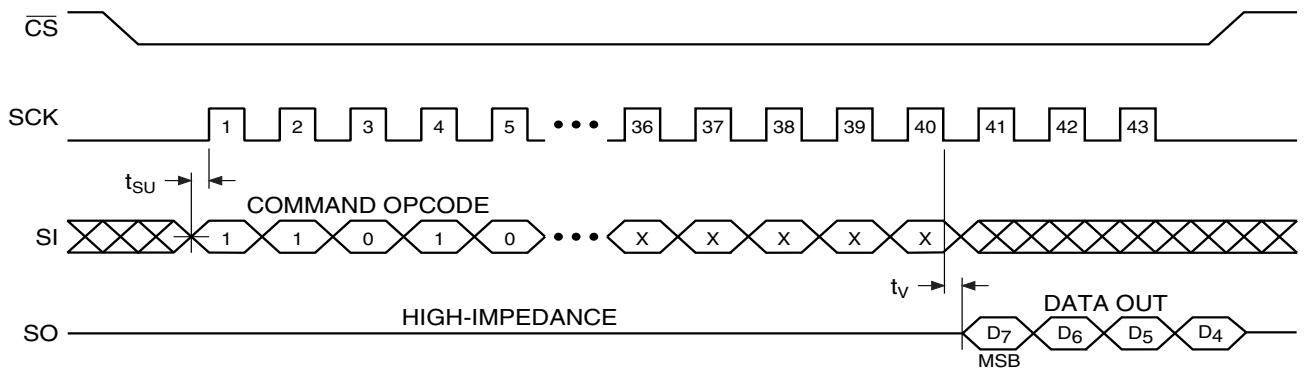 CS
SCK
1 2 3 4 5 ••• 36 37 38 39 40 41 42 43
tSU
COMMAND OPCODE
SI
1 1 0 1 0 ••• X X X X X
tV
DATA OUT
HIGH-IMPEDANCE
SO
D7 D6 D5 D4
MSB